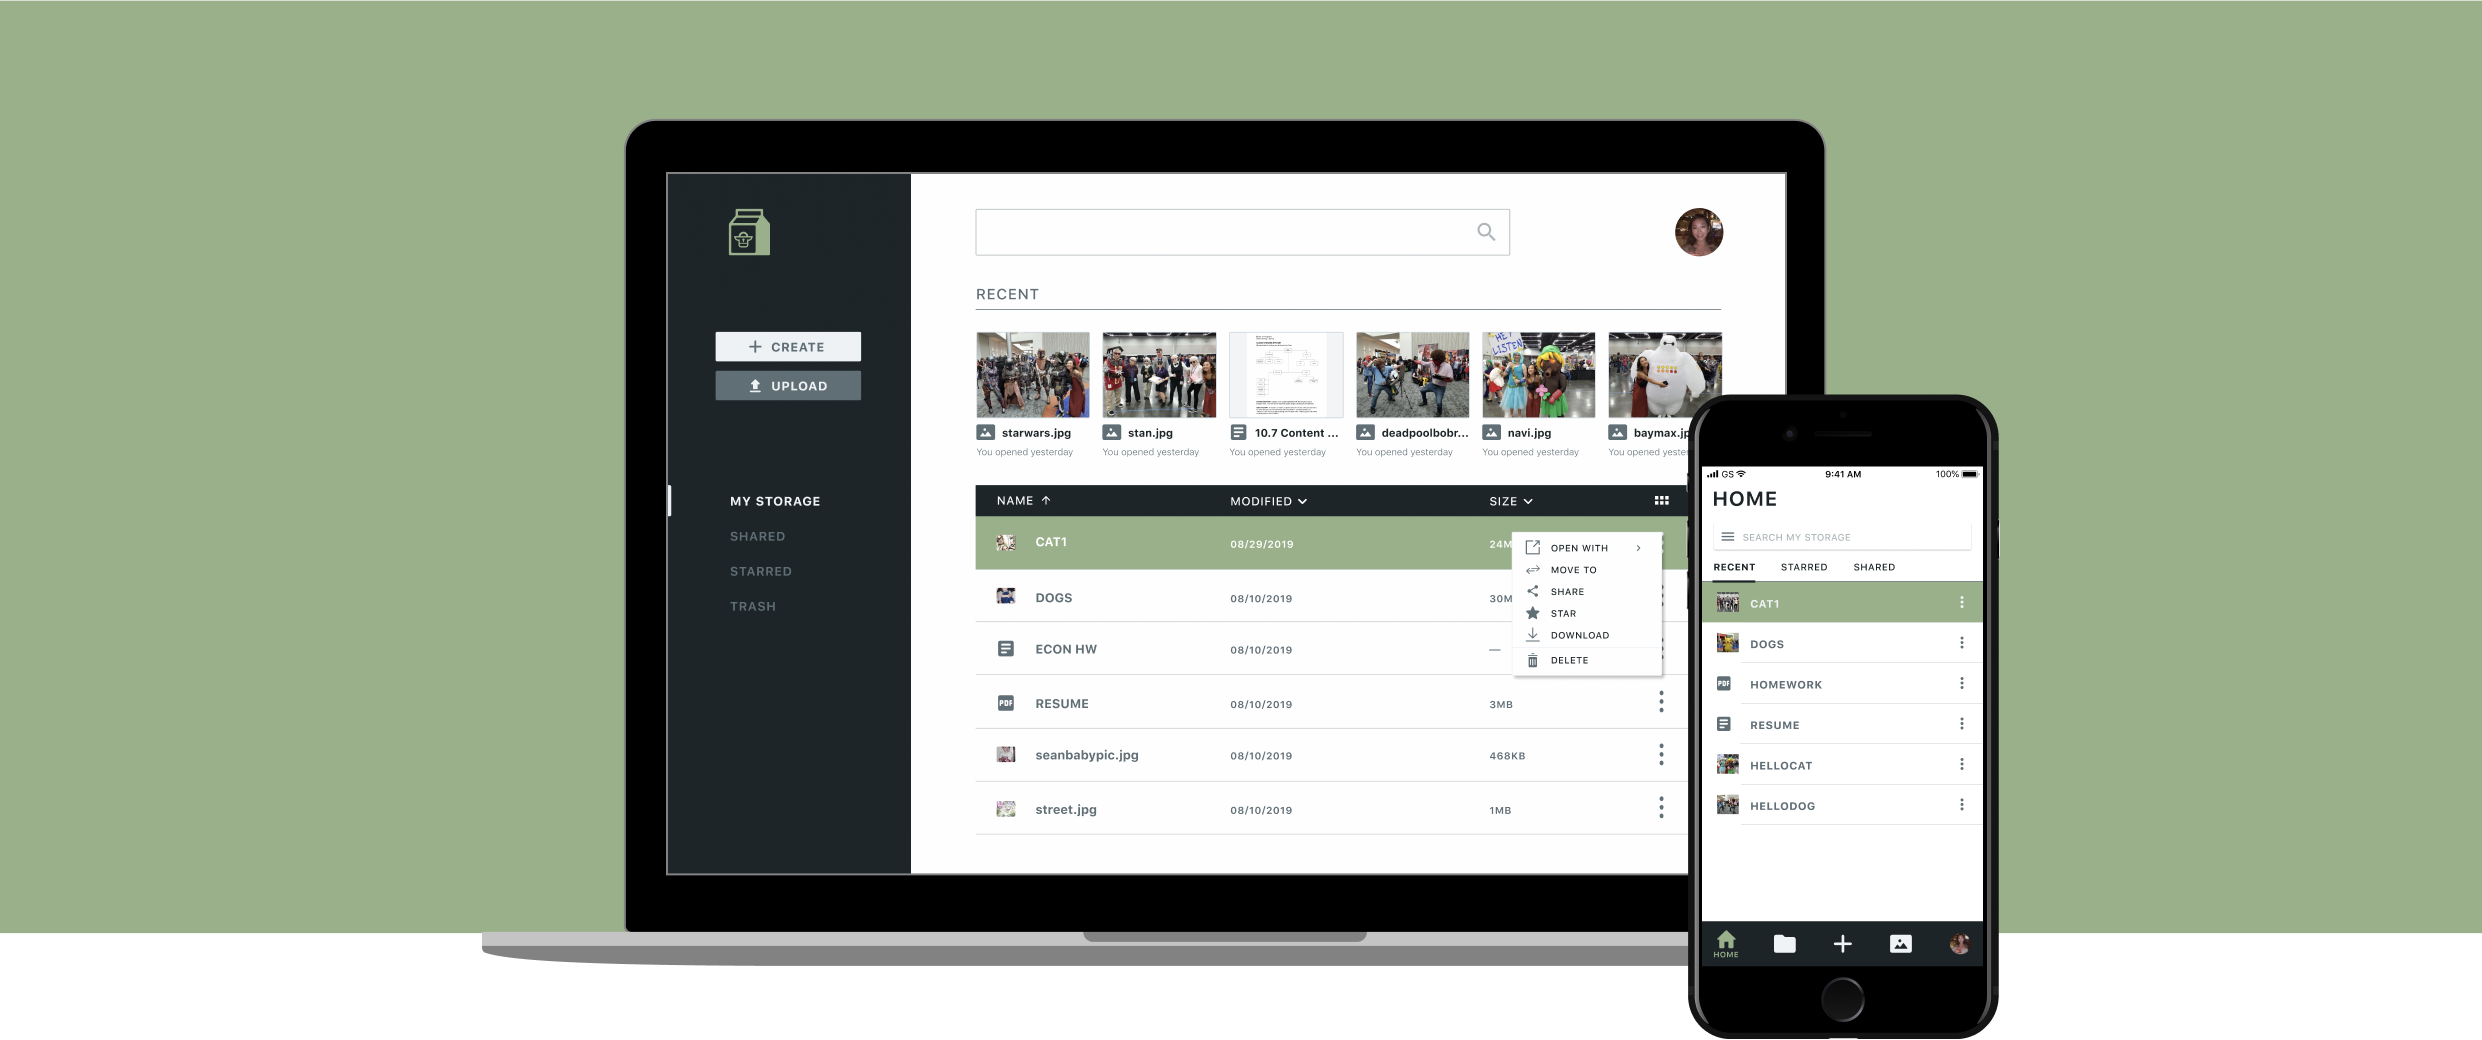 CREATE
UPLOAD
MY STORAGE
SHARED
STARRED
TRASH
RECENT
HEY
LISTEN
starwars.jpg
You opened yesterday
stan.jpg
You opened yesterday
10.7 Content ...
You opened yesterday
deadpoolbobr...
You opened yesterday
navi.jpg
You opened yesterday
baymax.jp
You opened yester
NAME MODIFIED SIZE
CAT1 08/29/2019 24M
DOGS 08/10/2019 30M
ECON HW 08/10/2019 —
PDF RESUME 08/10/2019 3MB
seanbabypic.jpg 08/10/2019 468KB
street.jpg 08/10/2019 1MB
OPEN WITH
MOVE TO
SHARE
STAR
DOWNLOAD
DELETE
GS 9:41 AM 100%
HOME
SEARCH MY STORAGE
RECENT STARRED SHARED
CAT1
DOGS
PDF HOMEWORK
RESUME
HELLOCAT
HELLODOG
HOME